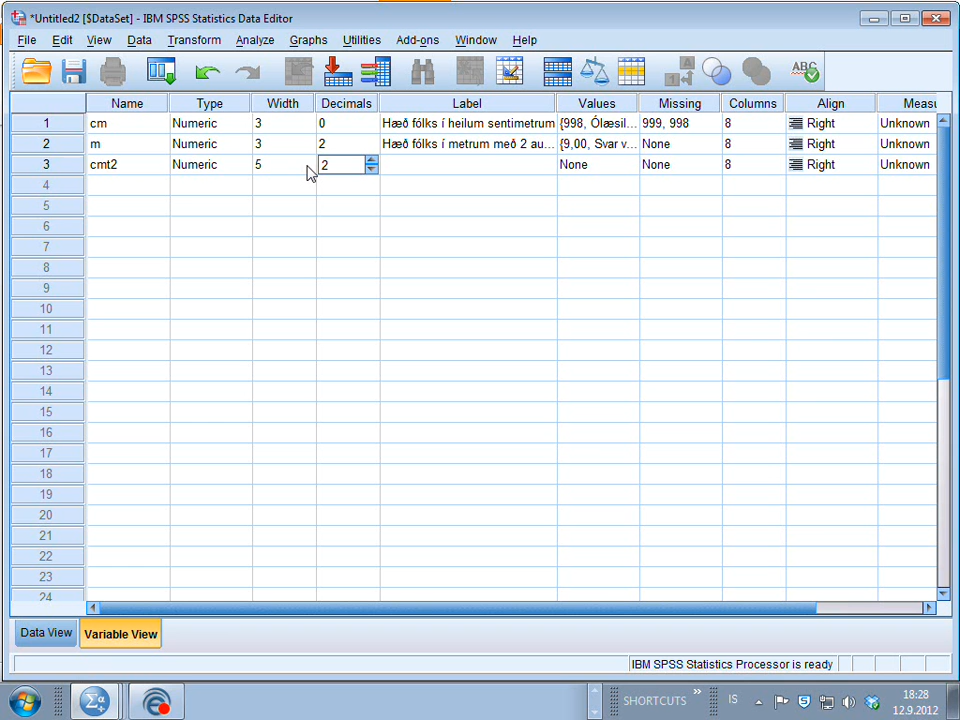 *Untitled2 [$DataSet] - IBM SPSS Statistics Data Editor
File Edit View Data Transform Analyze Graphs Utilities Add-ons Window Help
Name Type Width Decimals Label Values Missing Columns Align Measu
1 cm Numeric 3 0 Hæð fólks í heilum sentimetrum {998, Ólæsil... 999, 998 8 Right Unknown
2 m Numeric 3 2 Hæð fólks í metrum með 2 au... {9,00, Svar v... None 8 Right Unknown
3 cmt2 Numeric 5 2 None None 8 Right Unknown
4
5
6
7
8
9
10
11
12
13
14
15
16
17
18
19
20
21
22
23
24
Data View Variable View
IBM SPSS Statistics Processor is ready
SHORTCUTS » IS 18:28
12.9.2012